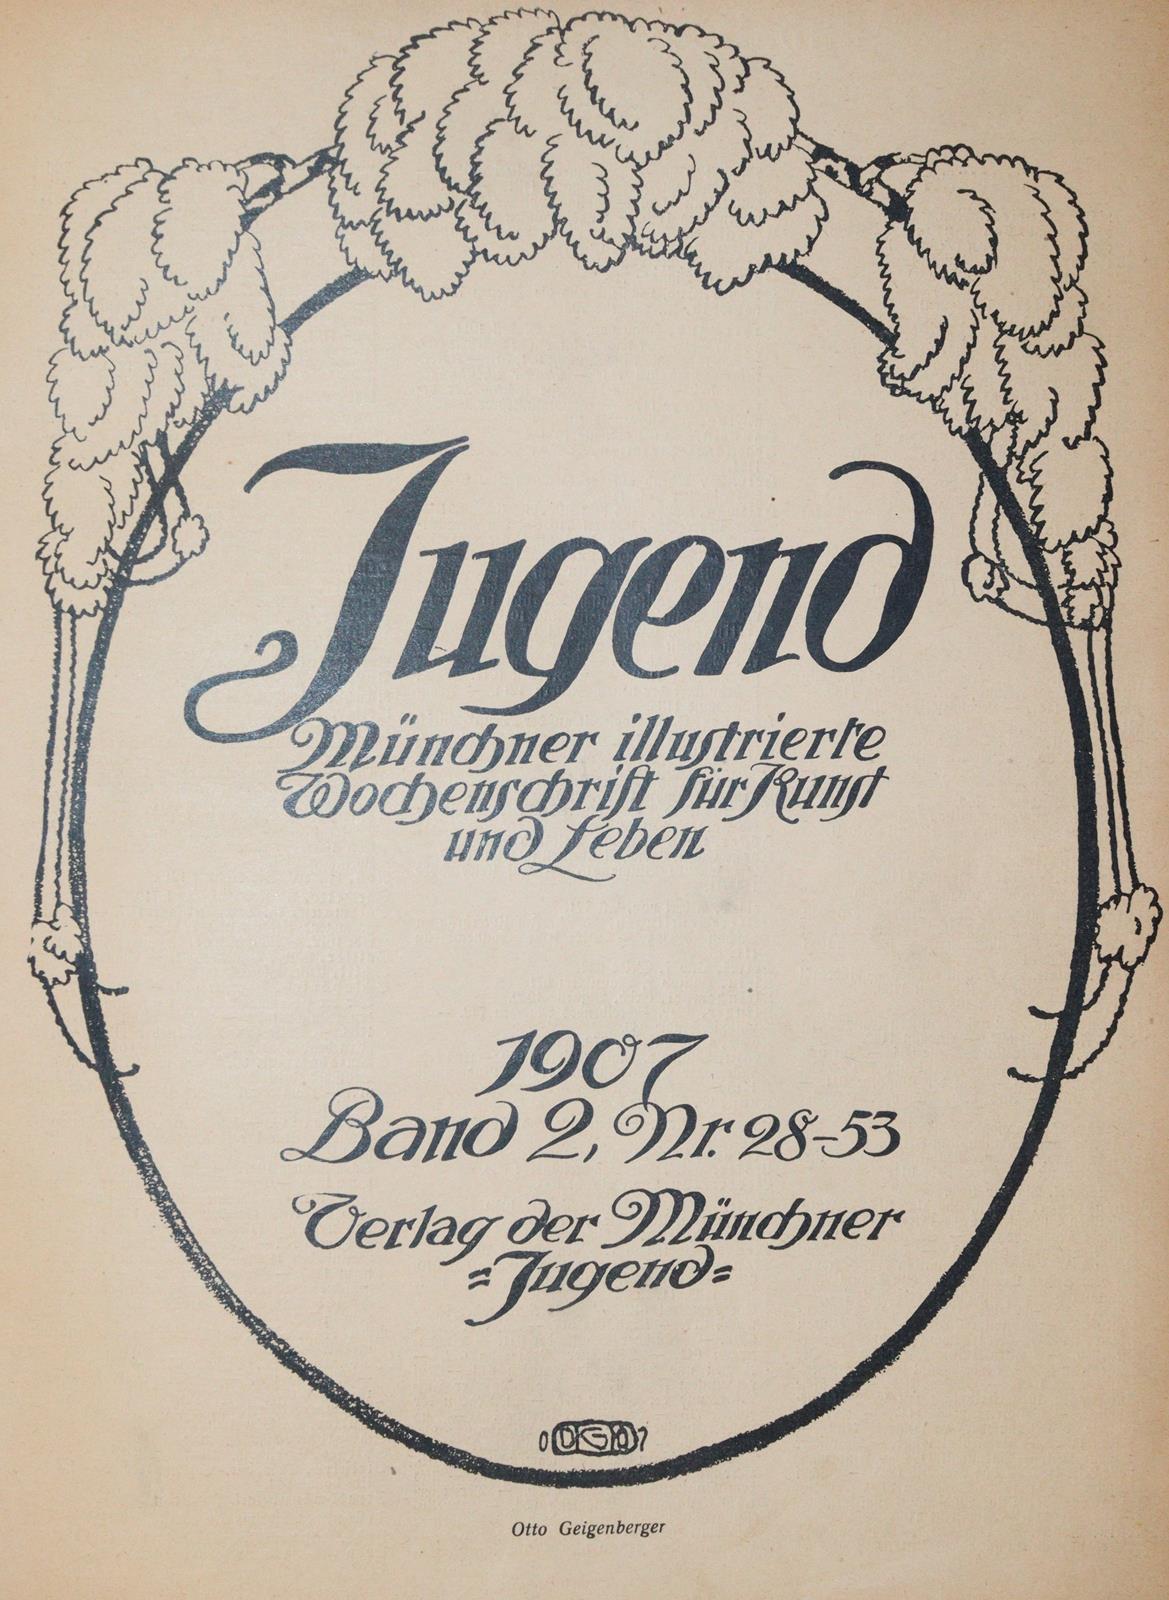 Jugend
Münchner illustrierte
Wochenschrift für Kunst
und Leben
1907
Band 2, Nr. 28-53
Verlag der Münchner
=Jugend=
Otto Geigenberger